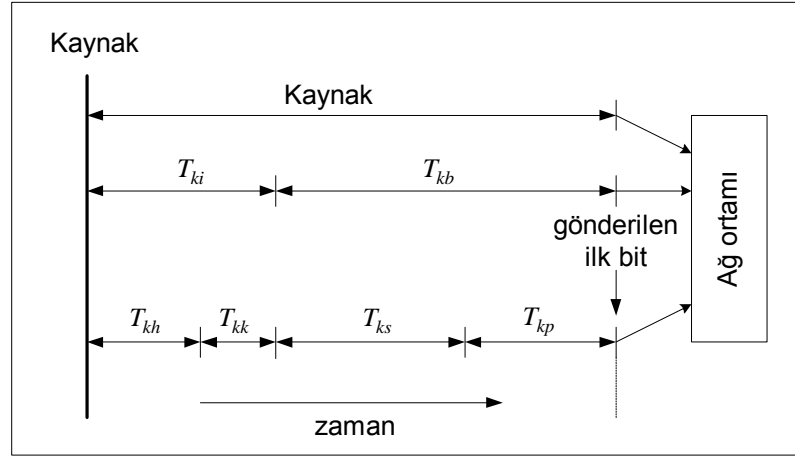 Kaynak
Kaynak
T_ki
T_kb
gönderilen
ilk bit
Ağ ortamı
T_kh
T_kk
T_ks
T_kp
zaman